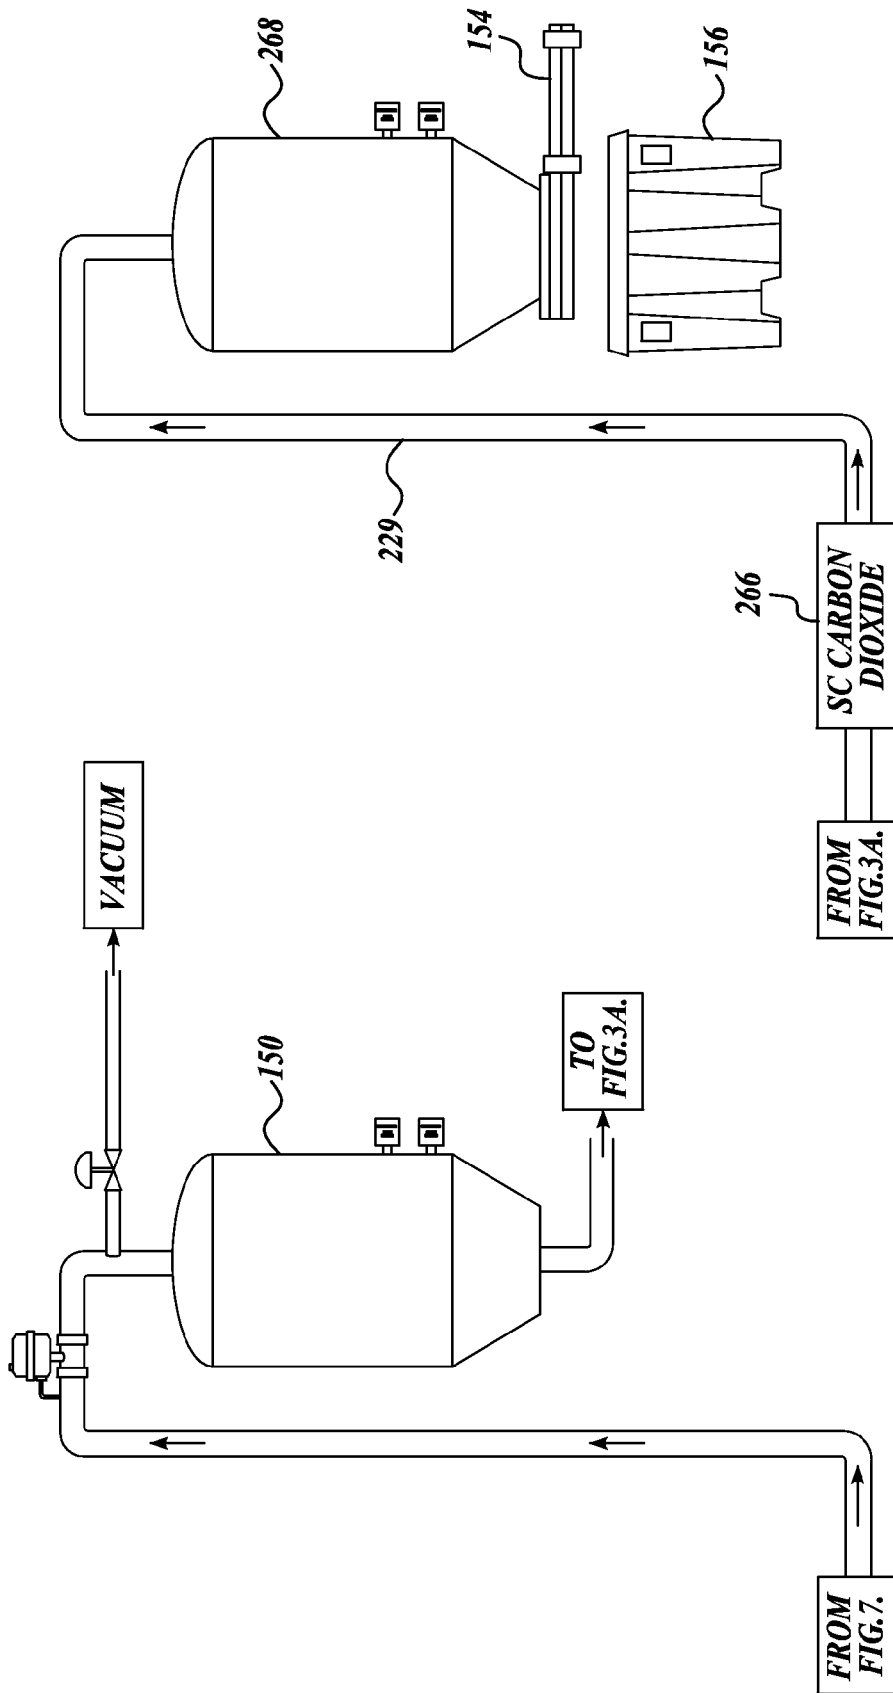 FROM
FIG.7.
150
VACUUM
TO
FIG.3A.
FROM
FIG.3A.
SC CARBON
DIOXIDE
266
229
268
154
156